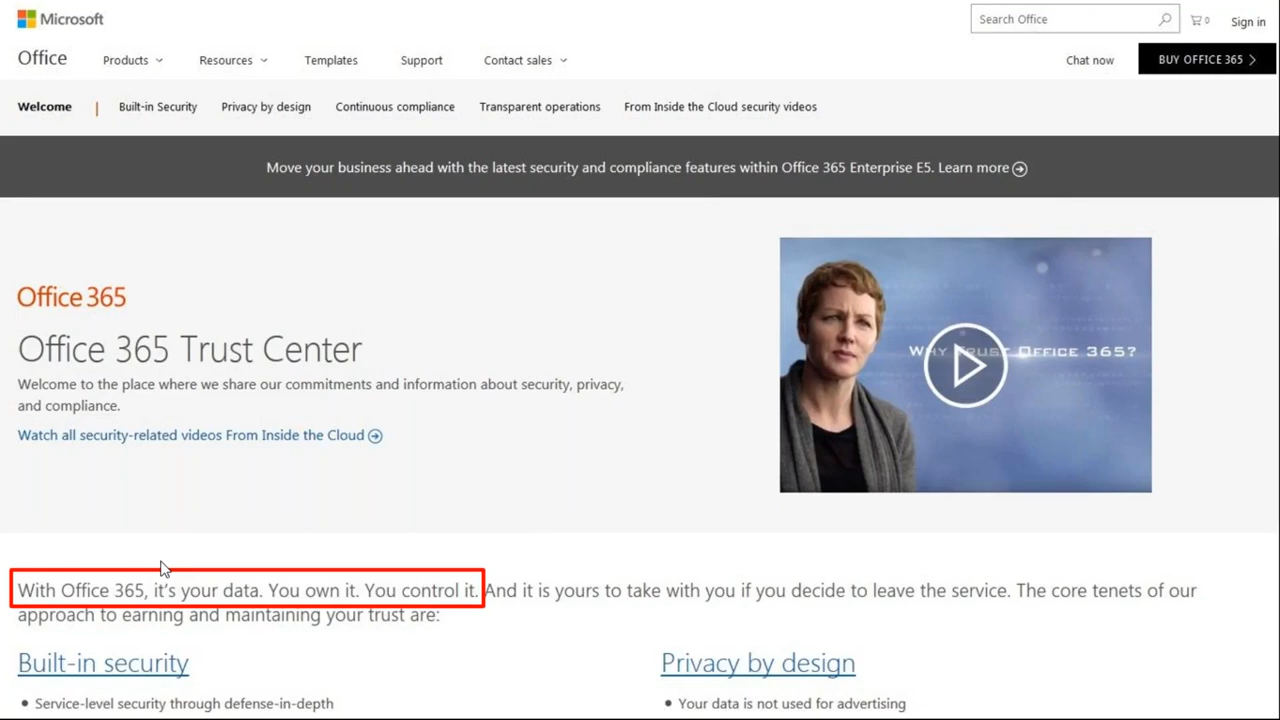 Microsoft
Search Office
0
Sign in
Office
Products
Resources
Templates
Support
Contact sales
Chat now
BUY OFFICE 365
Welcome
|
Built-in Security
Privacy by design
Continuous compliance
Transparent operations
From Inside the Cloud security videos
Move your business ahead with the latest security and compliance features within Office 365 Enterprise E5. Learn more
Office 365
Office 365 Trust Center
Welcome to the place where we share our commitments and information about security, privacy,
and compliance.
Watch all security-related videos From Inside the Cloud
WHY TRUST OFFICE 365?
With Office 365, it's your data. You own it. You control it. And it is yours to take with you if you decide to leave the service. The core tenets of our
approach to earning and maintaining your trust are:
Built-in security
Privacy by design
• Service-level security through defense-in-depth
• Your data is not used for advertising